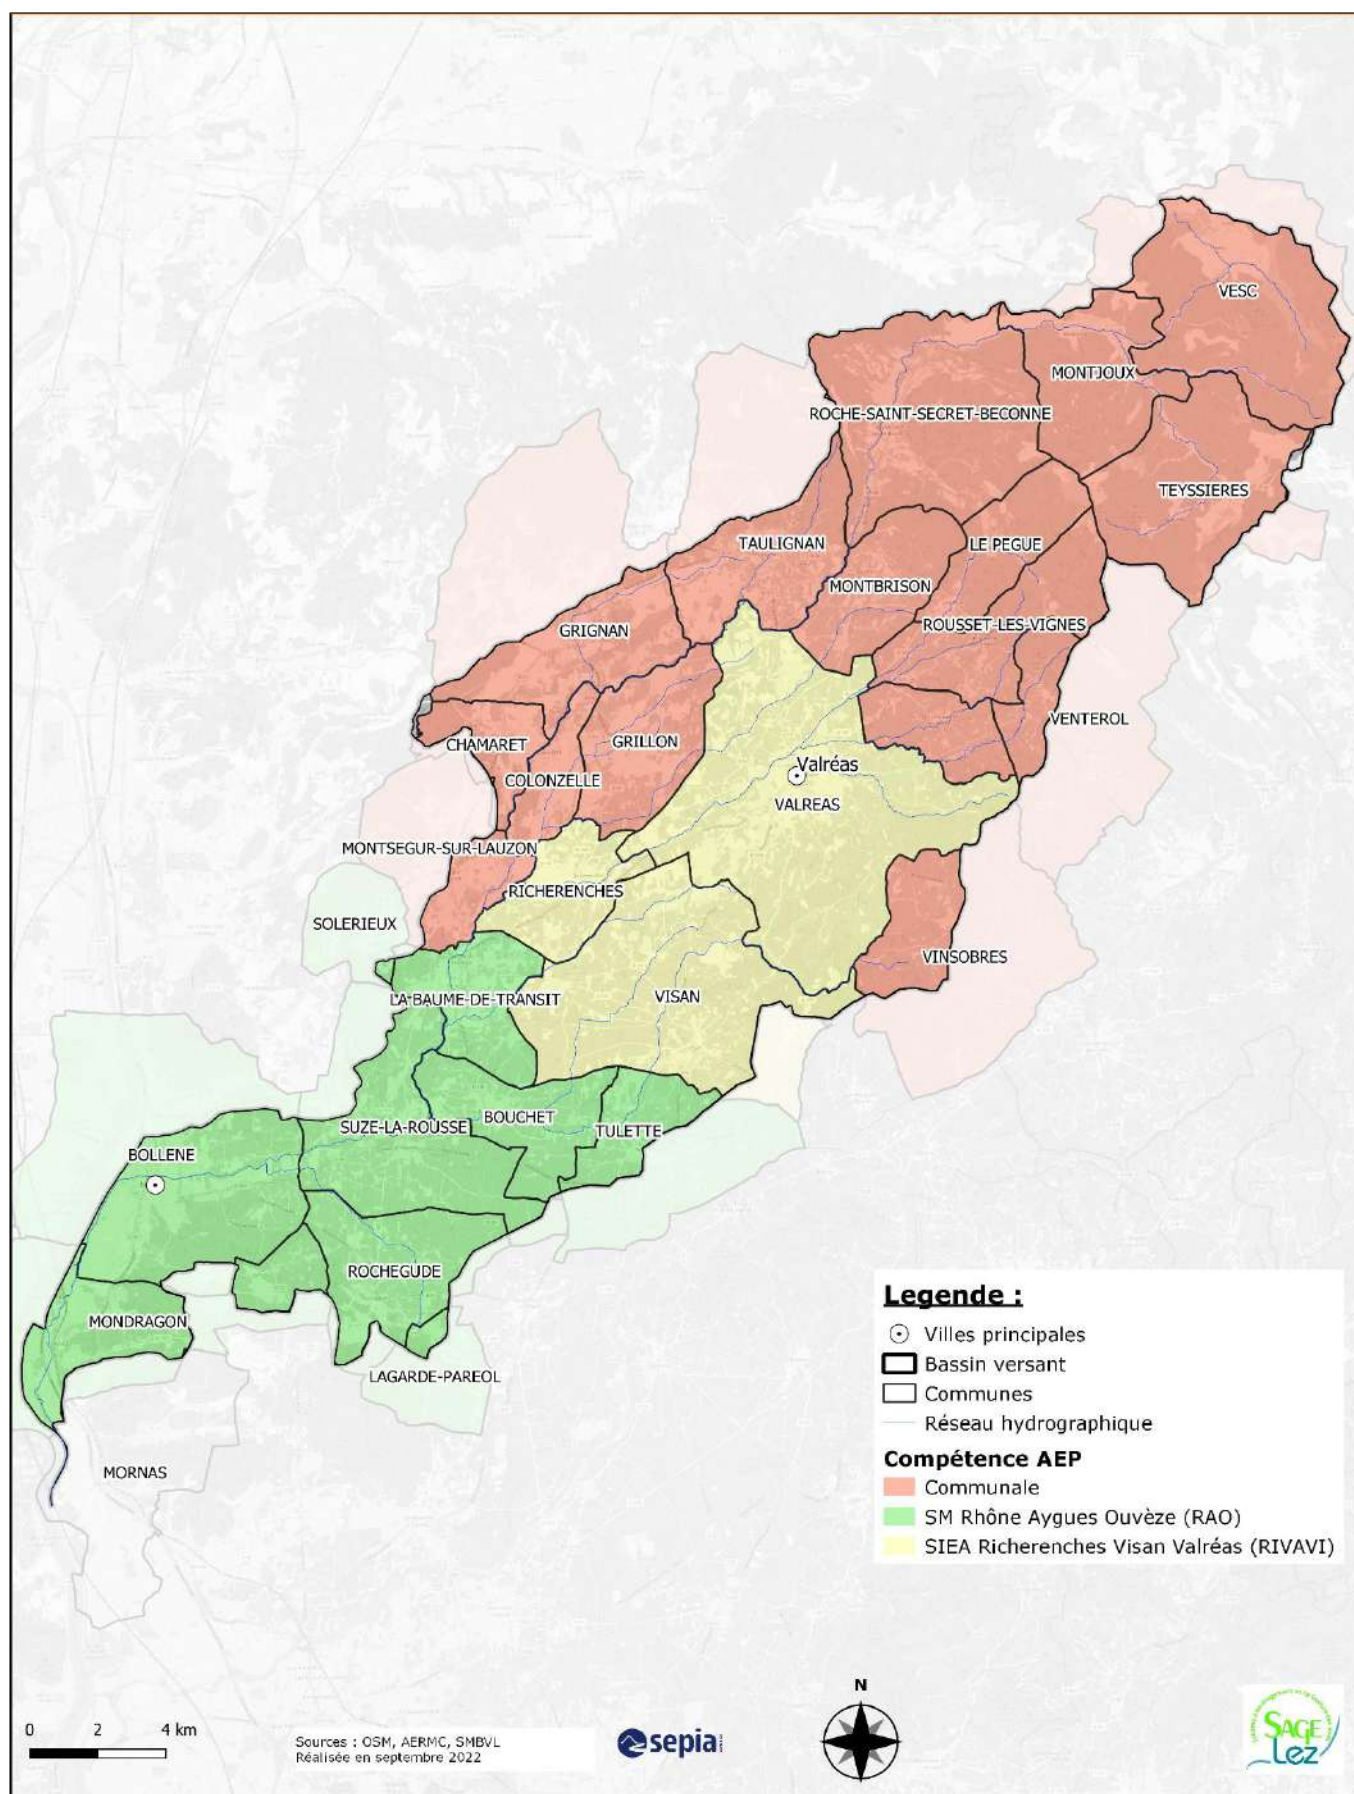 VESC
MONTJOUX
ROCHE-SAINT-SECRET-BECONNE
TEYSSIERES
TAULIGNAN
LE PEGUE
MONTBRISON
GRIGNAN
ROUSSET-LES-VIGNES
VENTEROL
CHAMARET
GRILLON
COLONZELLE
Valréas
VALREAS
MONTSEGUR-SUR-LAUZON
RICHERENCHES
SOLERIEUX
VINSOBRES
LA BAUME-DE-TRANSIT
VISAN
BOUCHET
SUZE-LA-ROUSSE
TULETTE
BOLLENE
ROCHEGUDE
MONDRAGON
LAGARDE-PAREOL
MORNAS
Legende :
Villes principales
Bassin versant
Communes
Réseau hydrographique
Compétence AEP
Communale
SM Rhône Aygues Ouvèze (RAO)
SIEA Richerenches Visan Valréas (RIVAVI)
N
0 2 4 km
Sources : OSM, AERMC, SMBVL
Réalisée en septembre 2022
sepia
SAGE
Lez